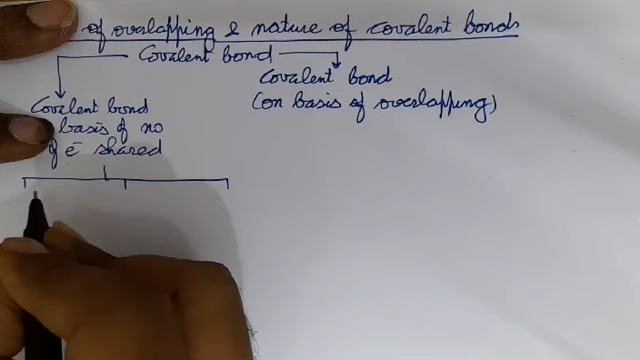 of ovarlapping & nature of covalent bonds
Covalent bond
Covalent bond
(on basis of overlapping)
Covalent bond
basis of no
of e⁻ shared